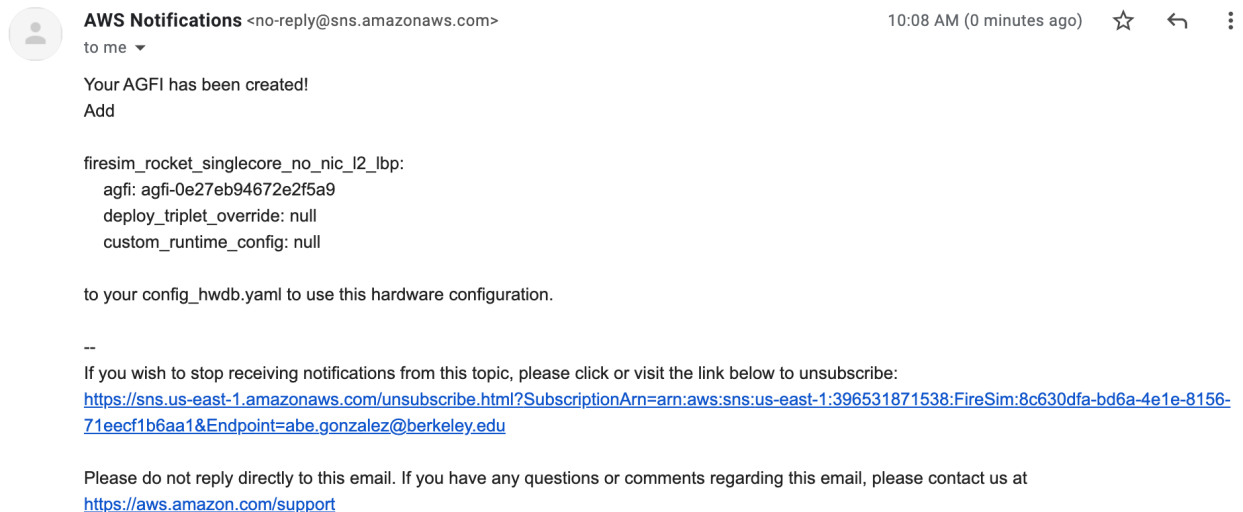 AWS Notifications <no-reply@sns.amazonaws.com> 10:08 AM (0 minutes ago)
to me
Your AGFI has been created!
Add
firesim_rocket_singlecore_no_nic_l2_lbp:
agfi: agfi-0e27eb94672e2f5a9
deploy_triplet_override: null
custom_runtime_config: null
to your config_hwdb.yaml to use this hardware configuration.
--
If you wish to stop receiving notifications from this topic, please click or visit the link below to unsubscribe:
https://sns.us-east-1.amazonaws.com/unsubscribe.html?SubscriptionArn=arn:aws:sns:us-east-1:396531871538:FireSim:8c630dfa-bd6a-4e1e-8156-
71eecf1b6aa1&Endpoint=abe.gonzalez@berkeley.edu
Please do not reply directly to this email. If you have any questions or comments regarding this email, please contact us at
https://aws.amazon.com/support